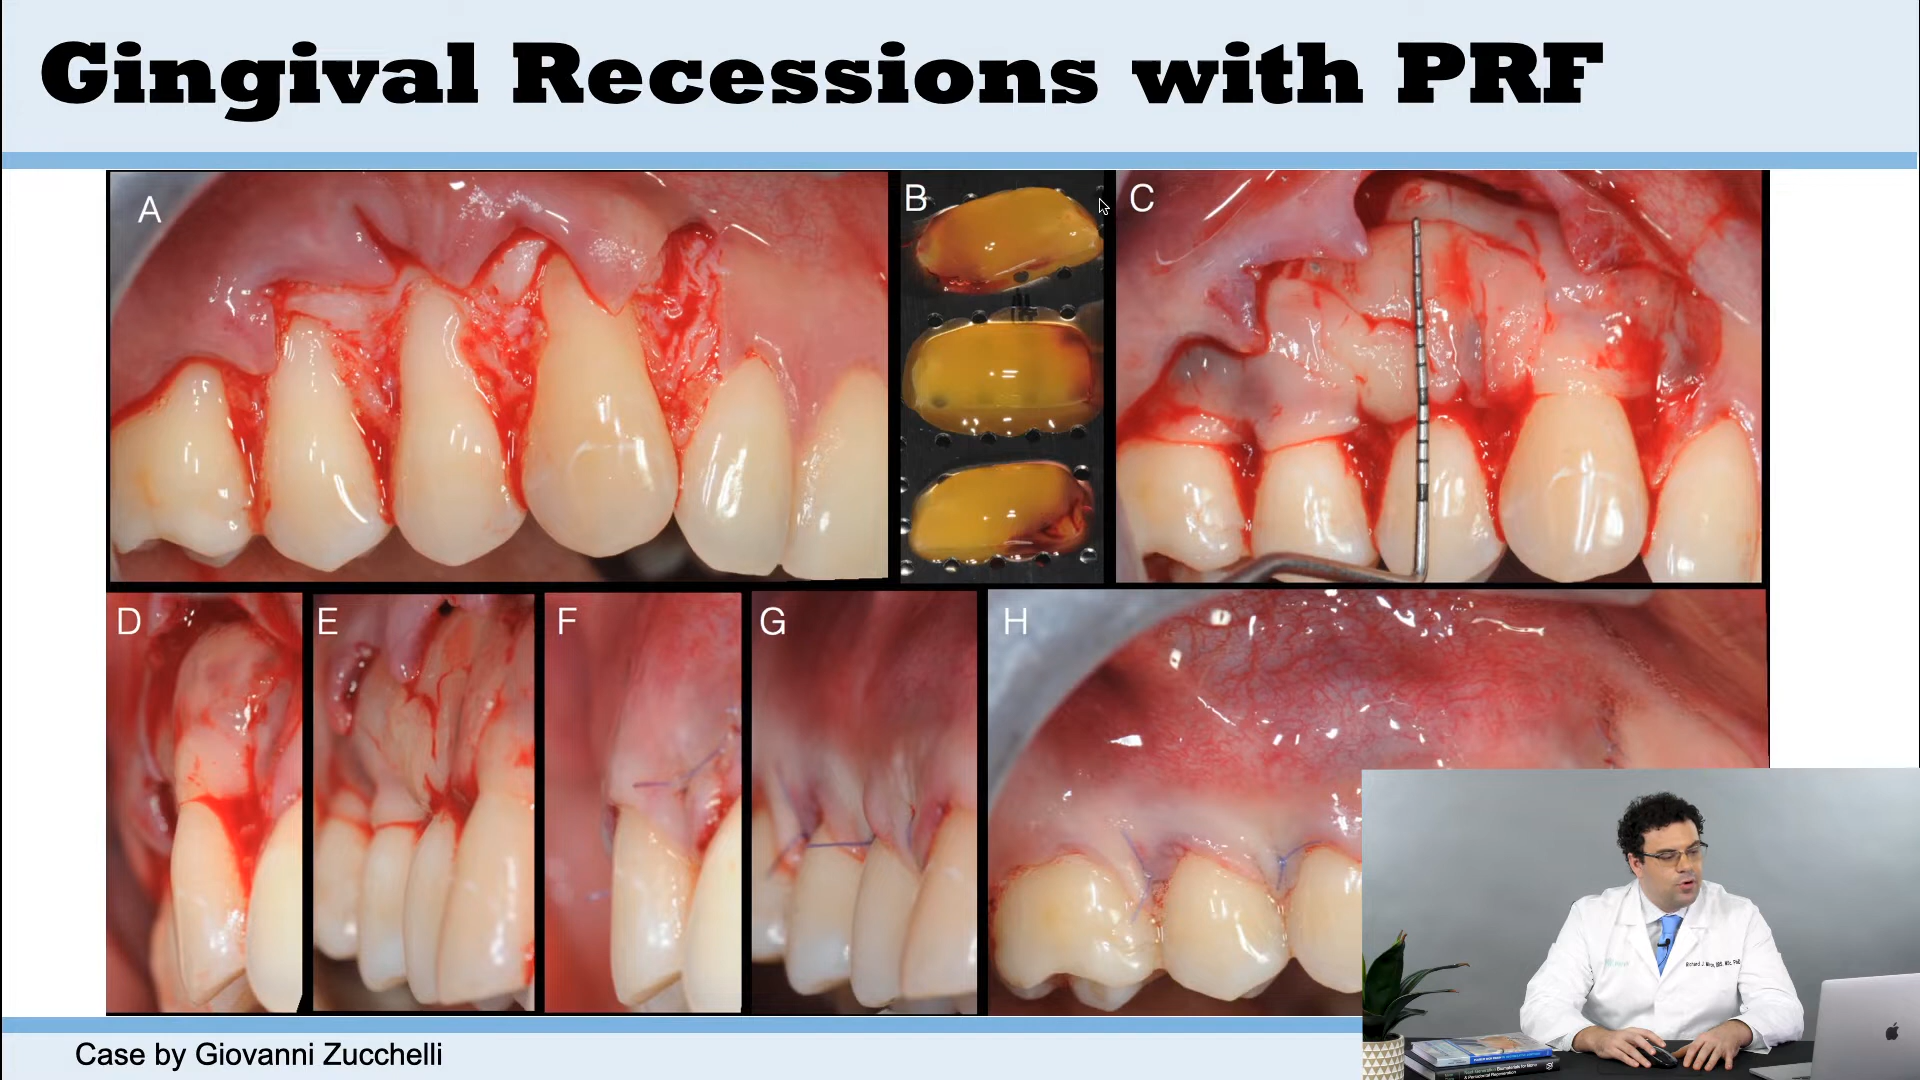 Gingival Recessions with PRF
A
B
C
D
E
F
G
H
Case by Giovanni Zucchelli